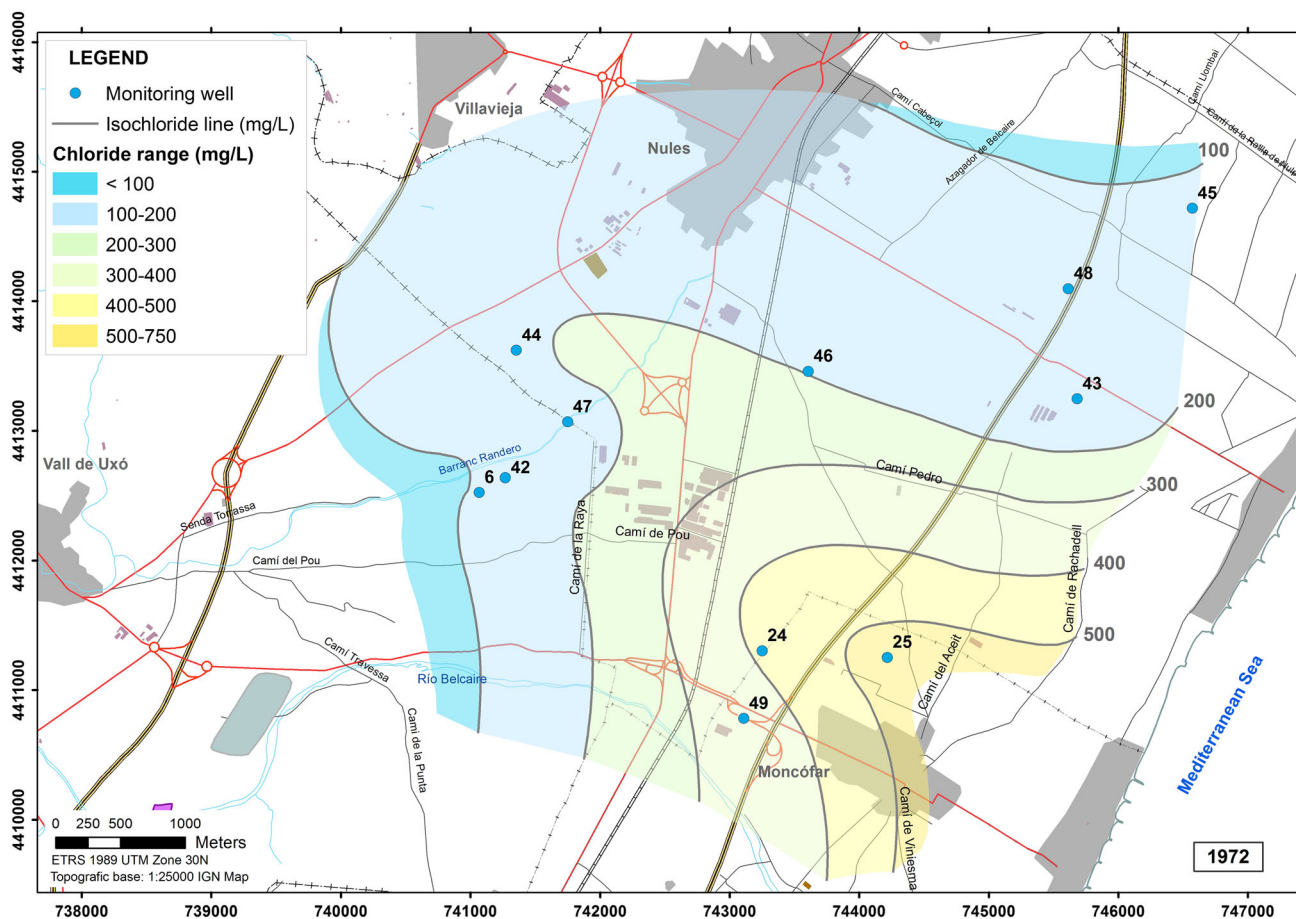 LEGEND
Monitoring well
Isochloride line (mg/L)
Chloride range (mg/L)
< 100
100-200
200-300
300-400
400-500
500-750
4416000
4415000
4414000
4413000
4412000
4411000
4410000
Villavieja
Nules
Camí Cabeçol
Azagador de Belcaire
Camí Llombai
100
45
48
44
46
43
47
200
Vall de Uxó
Barranc Randero
42
6
Camí Pedro
300
Senda Torrassa
Camí de la Raya
Camí de Pou
Camí del Pou
Camí de Rachadell
400
500
24
25
Camí Travessa
Camí del Aceit
Río Belcaire
49
Camí de la Punta
Moncófar
Mediterranean Sea
Camí de Viniesma
0 250 500 1000
Meters
ETRS 1989 UTM Zone 30N
Topografic base: 1:25000 IGN Map
1972
738000 739000 740000 741000 742000 743000 744000 745000 746000 747000